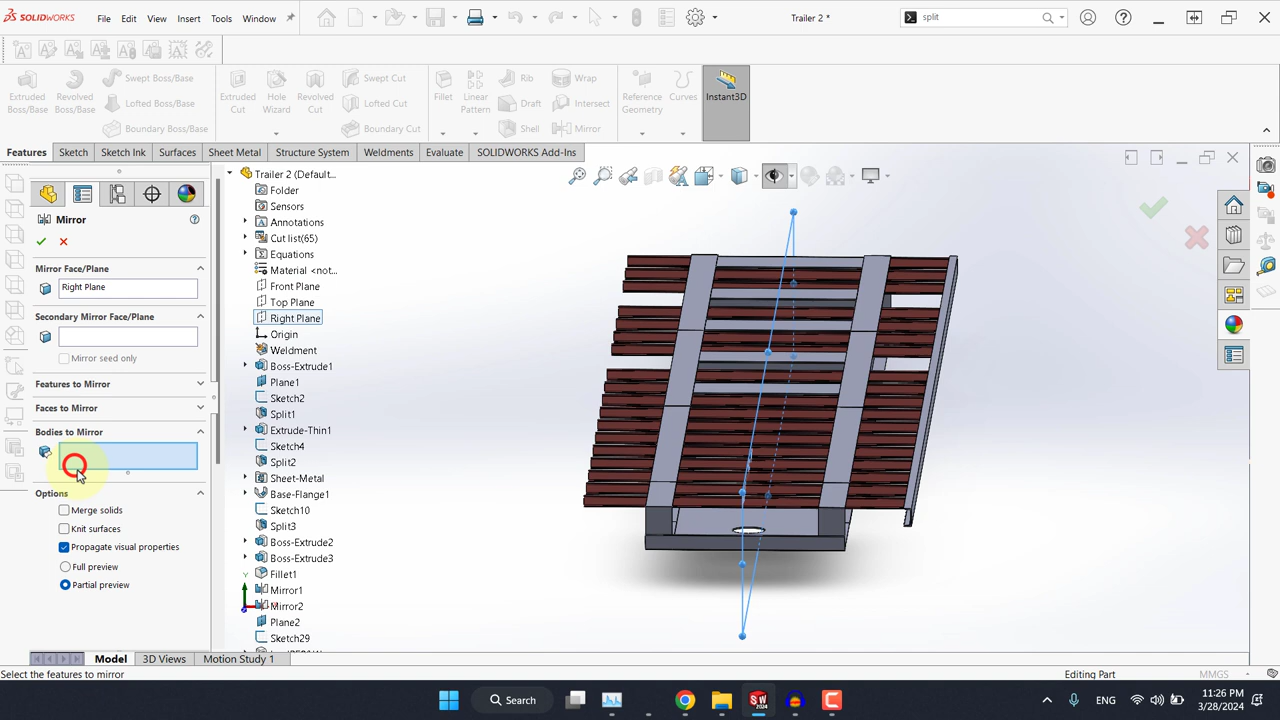 SOLIDWORKS File Edit View Insert Tools Window Trailer 2 * split
Extruded Boss/Base
Revolved Boss/Base
Swept Boss/Base
Lofted Boss/Base
Boundary Boss/Base
Extruded Cut
Hole Wizard
Revolved Cut
Swept Cut
Lofted Cut
Boundary Cut
Fillet
Linear Pattern
Rib
Draft
Shell
Wrap
Intersect
Mirror
Reference Geometry
Curves
Instant3D
Features Sketch Sketch Ink Surfaces Sheet Metal Structure System Weldments Evaluate SOLIDWORKS Add-Ins
Mirror
Mirror Face/Plane
Right Plane
Secondary Mirror Face/Plane
Mirror seed only
Features to Mirror
Faces to Mirror
Bodies to Mirror
Options
Merge solids
Knit surfaces
Propagate visual properties
Full preview
Partial preview
Trailer 2 (Default...
Folder
Sensors
Annotations
Cut list(65)
Equations
Material <not...
Front Plane
Top Plane
Right Plane
Origin
Weldment
Boss-Extrude1
Plane1
Sketch2
Split1
Extrude-Thin1
Sketch4
Split2
Sheet-Metal
Base-Flange1
Sketch10
Split3
Boss-Extrude2
Boss-Extrude3
Fillet1
Mirror1
Mirror2
Plane2
Sketch29
Y
Model 3D Views Motion Study 1
Select the features to mirror Editing Part MMGS
Search
ENG
11:26 PM
3/28/2024